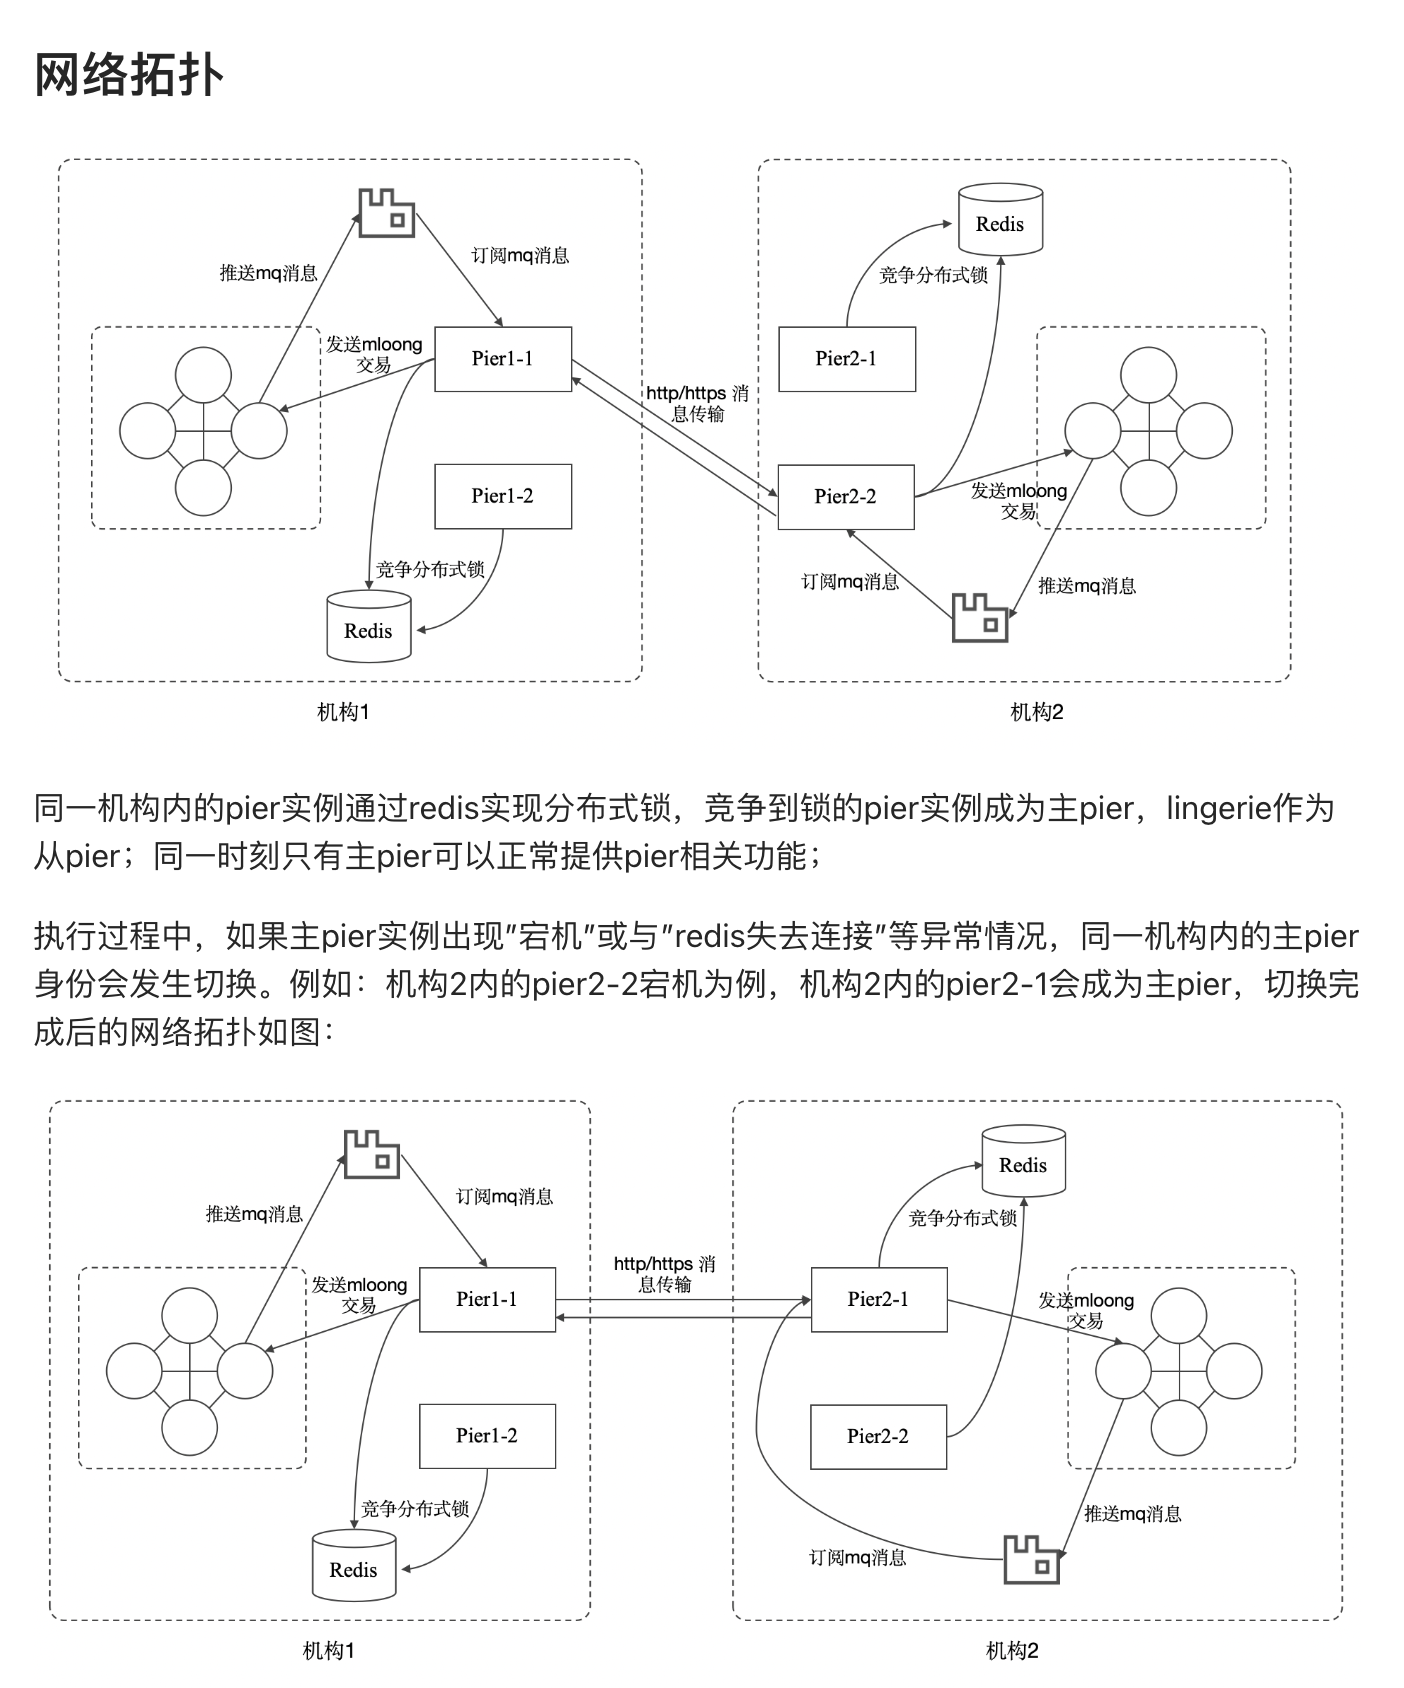 网络拓扑
Redis
订阅mq消息
推送mq消息
竞争分布式锁
发送mloong
交易
Pier1-1
Pier2-1
http/https 消
息传输
Pier1-2
Pier2-2
发送mloong
交易
竞争分布式锁
订阅mq消息
推送mq消息
Redis
机构1
机构2
同一机构内的pier实例通过redis实现分布式锁，竞争到锁的pier实例成为主pier，lingerie作为
从pier；同一时刻只有主pier可以正常提供pier相关功能；
执行过程中，如果主pier实例出现”宕机”或与”redis失去连接”等异常情况，同一机构内的主pier
身份会发生切换。例如：机构2内的pier2-2宕机为例，机构2内的pier2-1会成为主pier，切换完
成后的网络拓扑如图：
Redis
订阅mq消息
推送mq消息
竞争分布式锁
http/https 消
息传输
发送mloong
交易
Pier1-1
Pier2-1
发送mloong
交易
Pier1-2
Pier2-2
竞争分布式锁
推送mq消息
订阅mq消息
Redis
机构1
机构2